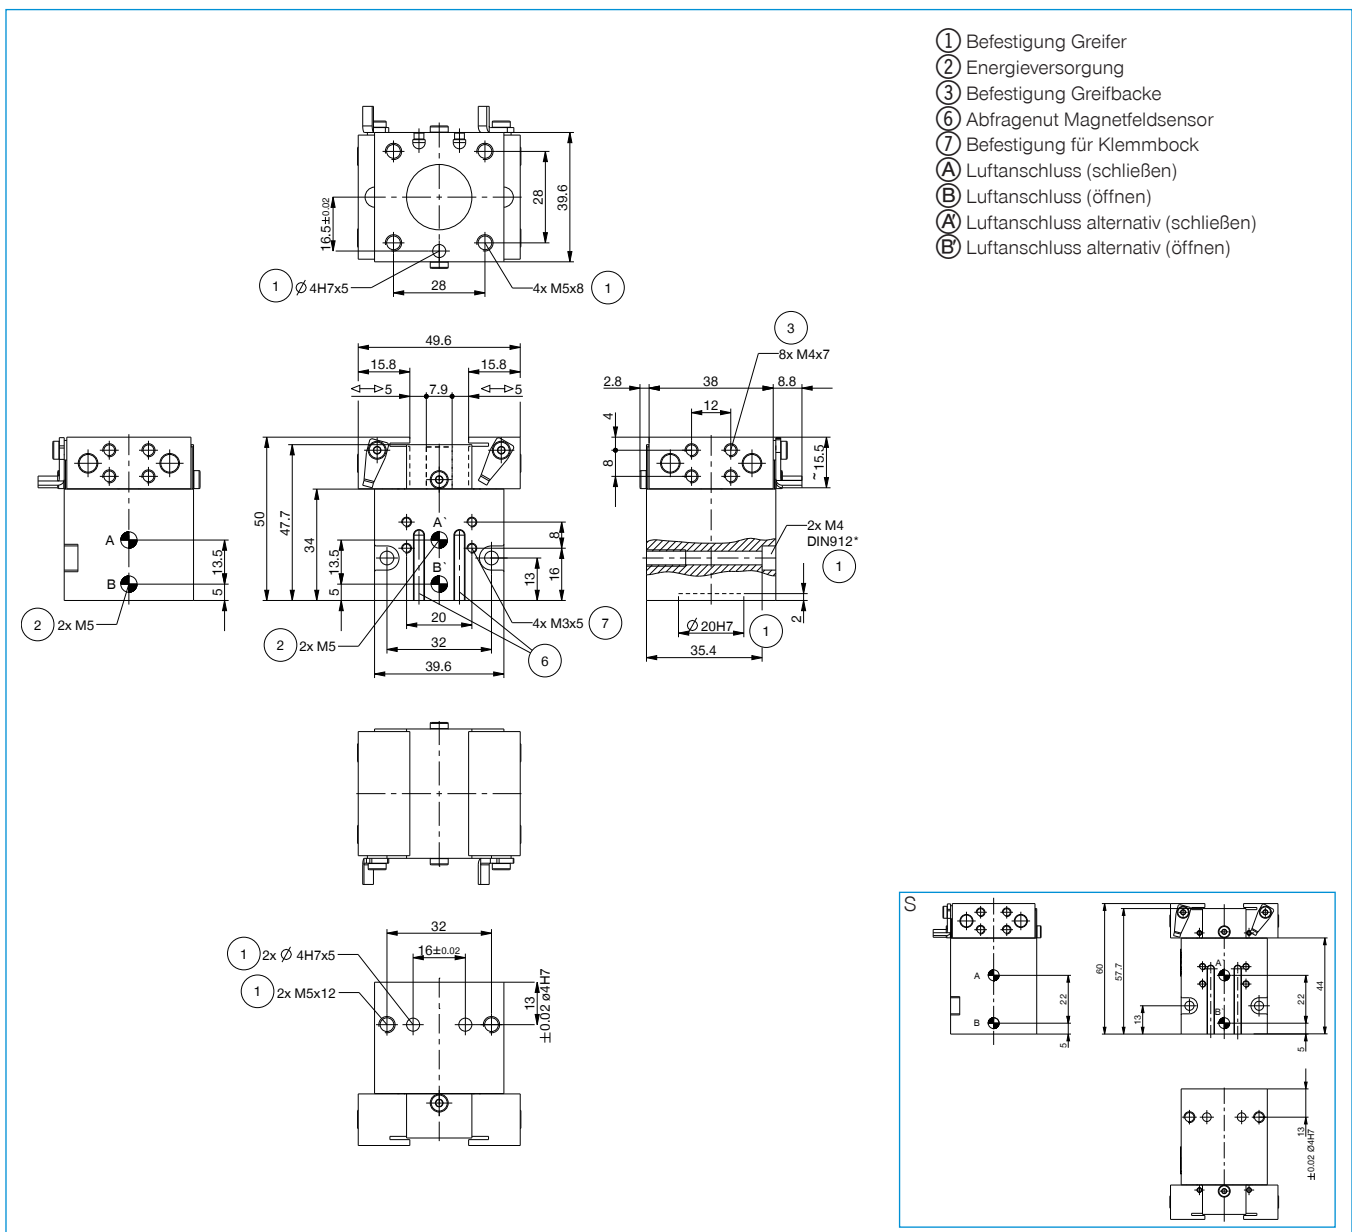 ① Befestigung Greifer
② Energieversorgung
③ Befestigung Greifbacke
⑥ Abfragenut Magnetfeldsensor
⑦ Befestigung für Klemmbock
Ⓐ Luftanschluss (schließen)
Ⓑ Luftanschluss (öffnen)
A' Luftanschluss alternativ (schließen)
B' Luftanschluss alternativ (öffnen)
16.5±0.02
28
39.6
1 Ø 4H7x5
28
4x M5x8 1
3
8x M4x7
49.6
15.8
15.8
5
7.9
5
2.8
38
8.8
12
4
8
~15.5
A
B
13.5
5
2 2x M5
50
47.7
34
13.5
5
A`
B`
8
13
16
20
32
39.6
2 2x M5
4x M3x5 7
6
2x M4
DIN912*
1
Ø 20H7 1
2
35.4
32
16±0.02
1 2x Ø 4H7x5
1 2x M5x12
13
±0.02 ø4H7
S
A
B
22
5
60
57.7
13
A`
B`
22
44
5
13
±0.02 Ø4H7